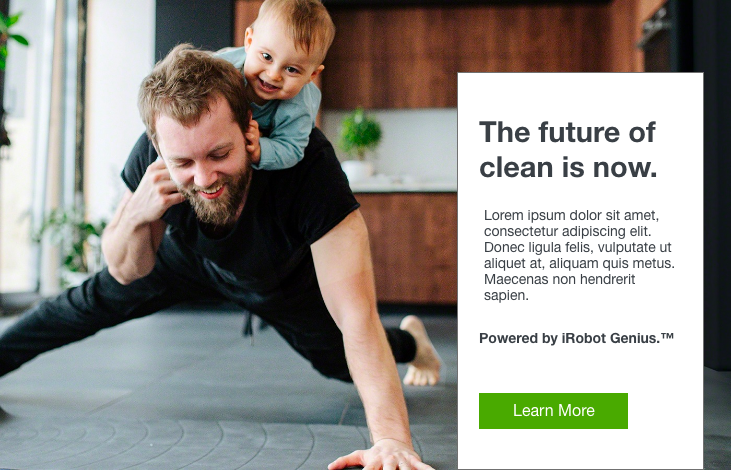 The future of
clean is now.
Lorem ipsum dolor sit amet,
consectetur adipiscing elit.
Donec ligula felis, vulputate ut
aliquet at, aliquam quis metus.
Maecenas non hendrerit
sapien.
Powered by iRobot Genius.™
Learn More